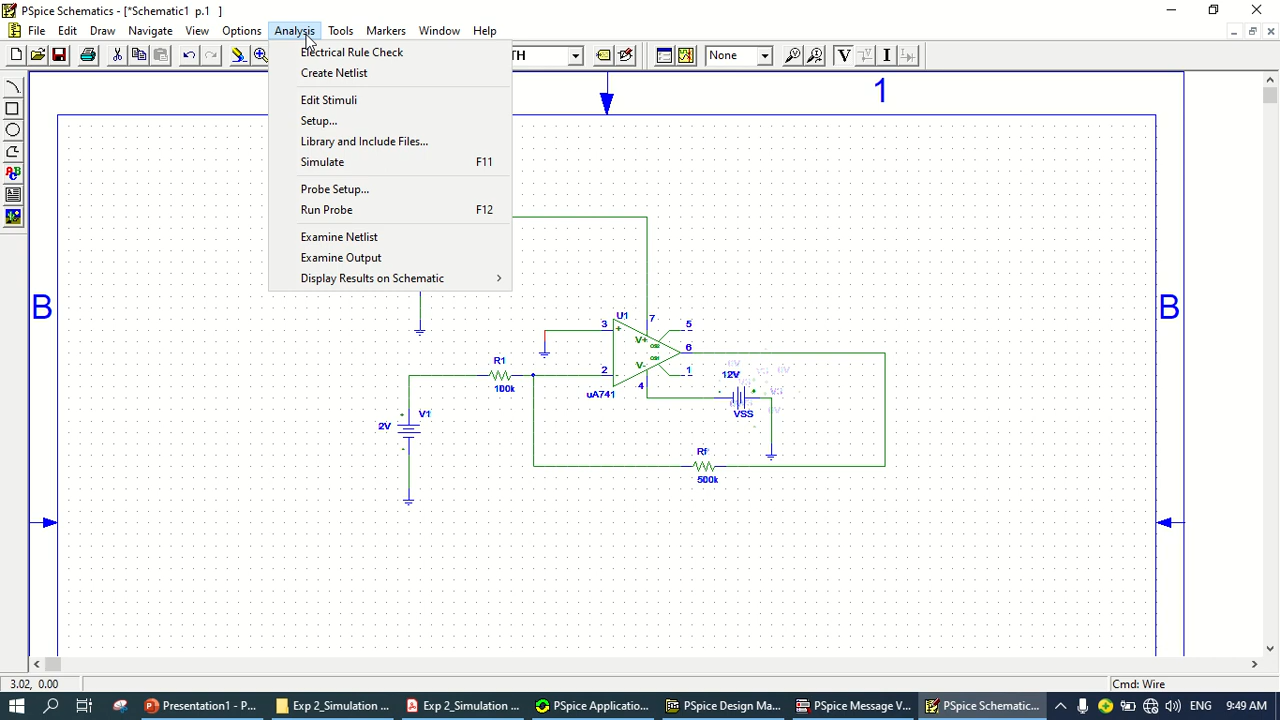 PSpice Schematics - [*Schematic1 p.1 ]
File Edit Draw Navigate View Options Analysis Tools Markers Window Help
TH None V I
Electrical Rule Check
Create Netlist
Edit Stimuli
Setup...
Library and Include Files...
Simulate F11
Probe Setup...
Run Probe F12
Examine Netlist
Examine Output
Display Results on Schematic
1
B B
U1
3 + 7 5
V+ OS2
6
OS1
V-
2 - 4 1
uA741
R1
100k
V1
2V
12V
VSS
Rf
500k
3.02, 0.00 Cmd: Wire
Presentation1 - P... Exp 2_Simulation ... Exp 2_Simulation ... PSpice Applicatio... PSpice Design Ma... PSpice Message V... PSpice Schematic... ENG 9:49 AM